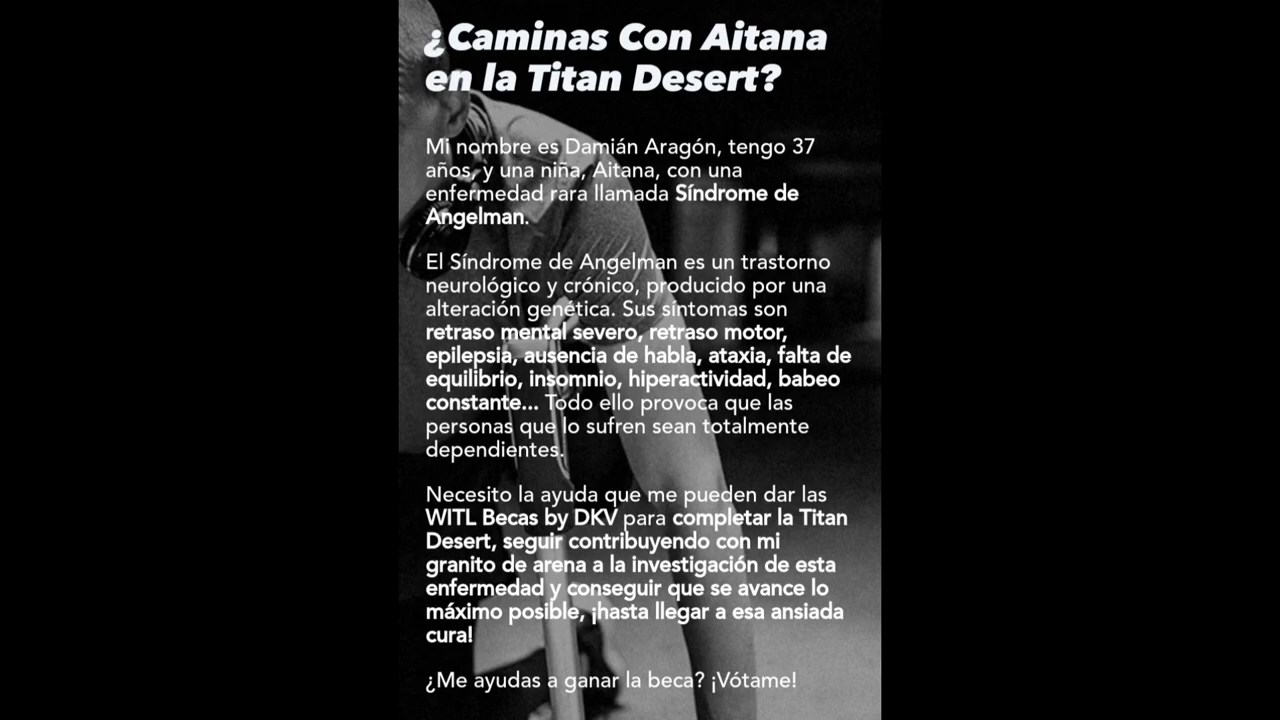 ¿Caminas Con Aitana
en la Titan Desert?
Mi nombre es Damián Aragón, tengo 37
años, y una niña, Aitana, con una
enfermedad rara llamada Síndrome de
Angelman.
El Síndrome de Angelman es un trastorno
neurológico y crónico, producido por una
alteración genética. Sus síntomas son
retraso mental severo, retraso motor,
epilepsia, ausencia de habla, ataxia, falta de
equilibrio, insomnio, hiperactividad, babeo
constante... Todo ello provoca que las
personas que lo sufren sean totalmente
dependientes.
Necesito la ayuda que me pueden dar las
WITL Becas by DKV para completar la Titan
Desert, seguir contribuyendo con mi
granito de arena a la investigación de esta
enfermedad y conseguir que se avance lo
máximo posible, ¡hasta llegar a esa ansiada
cura!
¿Me ayudas a ganar la beca? ¡Vótame!